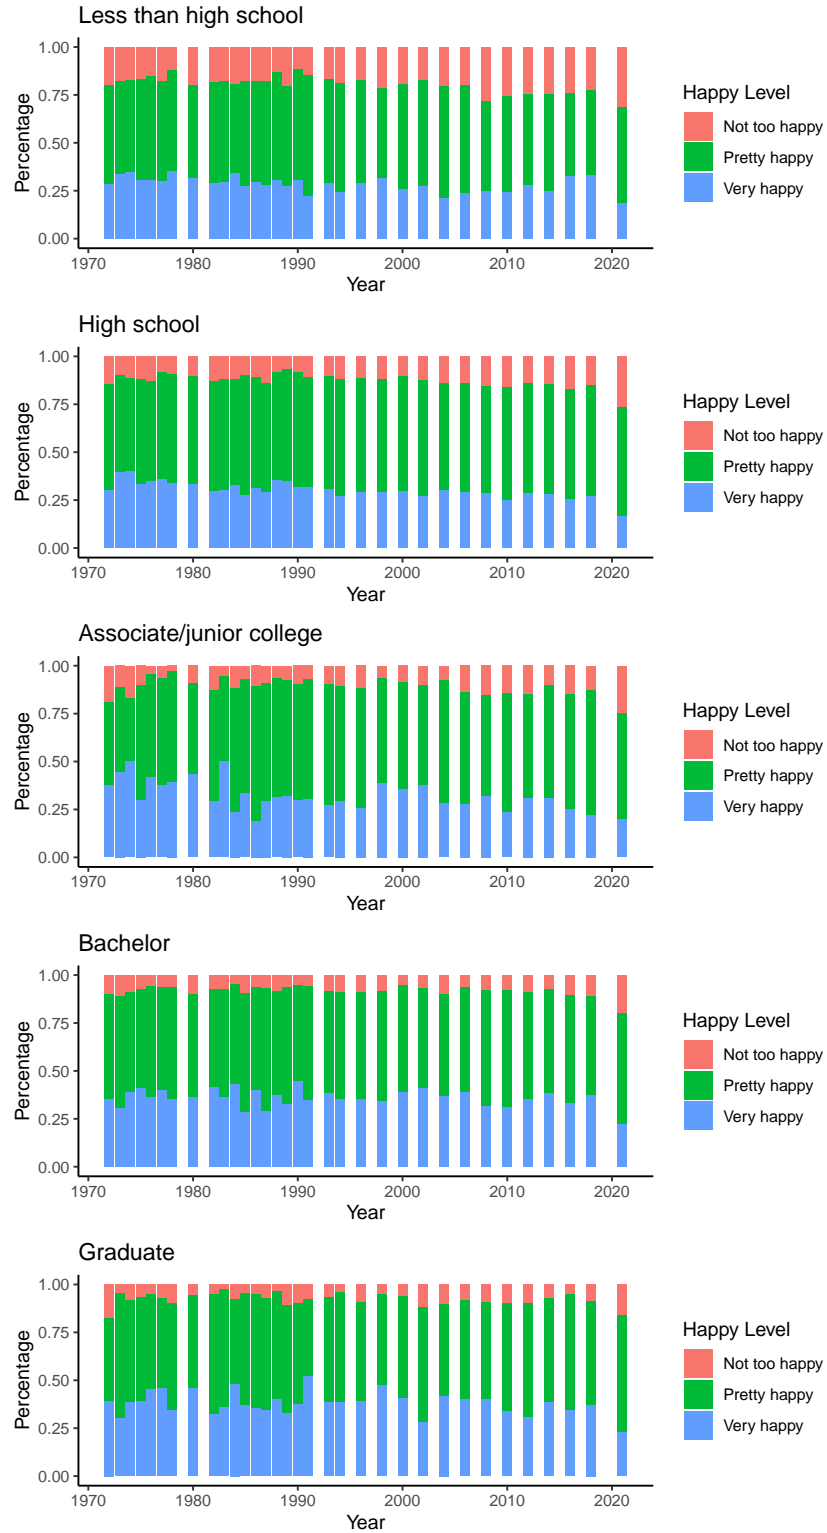 Less than high school
1.00
0.75
0.50
0.25
0.00
Percentage
1970 1980 1990 2000 2010 2020
Year
Happy Level
Not too happy
Pretty happy
Very happy
High school
1.00
0.75
0.50
0.25
0.00
Percentage
1970 1980 1990 2000 2010 2020
Year
Happy Level
Not too happy
Pretty happy
Very happy
Associate/junior college
1.00
0.75
0.50
0.25
0.00
Percentage
1970 1980 1990 2000 2010 2020
Year
Happy Level
Not too happy
Pretty happy
Very happy
Bachelor
1.00
0.75
0.50
0.25
0.00
Percentage
1970 1980 1990 2000 2010 2020
Year
Happy Level
Not too happy
Pretty happy
Very happy
Graduate
1.00
0.75
0.50
0.25
0.00
Percentage
1970 1980 1990 2000 2010 2020
Year
Happy Level
Not too happy
Pretty happy
Very happy